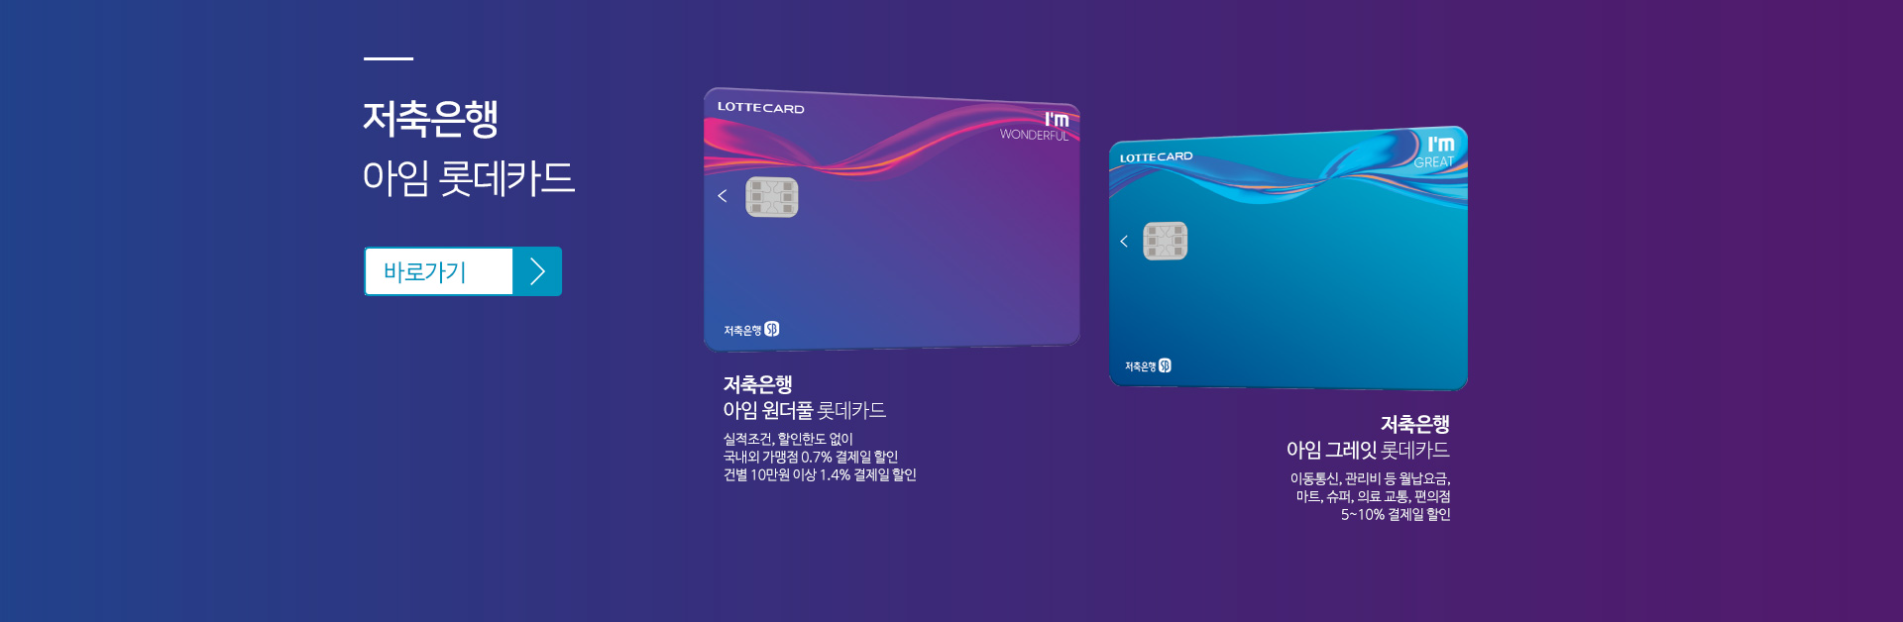 저축은행
아임 롯데카드
바로가기
LOTTE CARD
I'm
WONDERFUL
저축은행 SB
저축은행
아임 원더풀 롯데카드
실적조건, 할인한도 없이
국내외 가맹점 0.7% 결제일 할인
건별 10만원 이상 1.4% 결제일 할인
LOTTE CARD
I'm
GREAT
저축은행 SB
저축은행
아임 그레잇 롯데카드
이동통신, 관리비 등 월납요금,
마트, 슈퍼, 의료 교통, 편의점
5~10% 결제일 할인